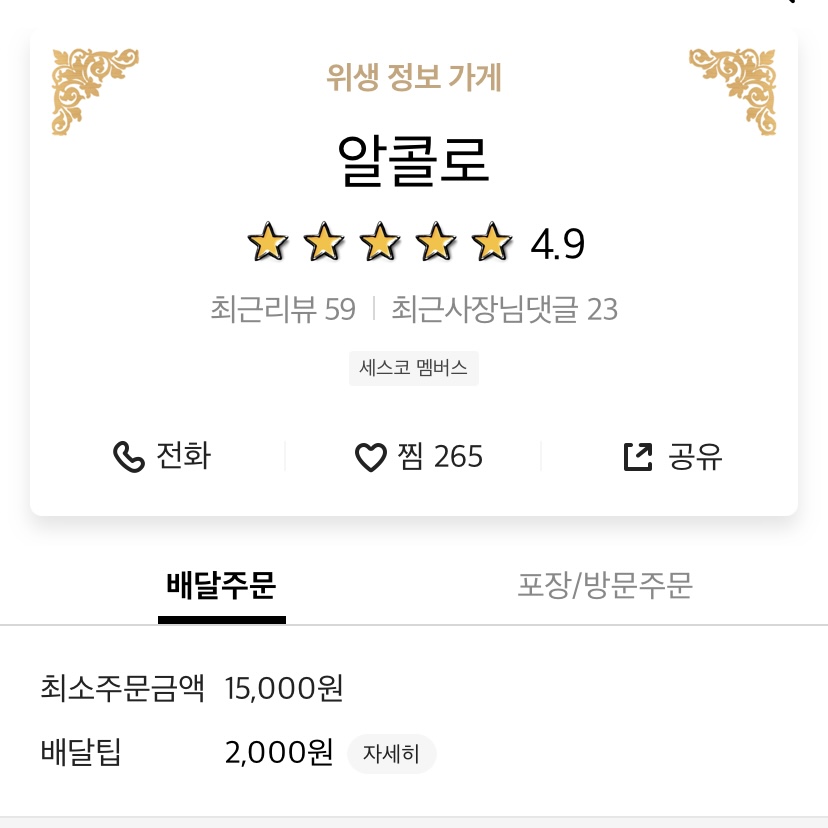 위생 정보 가게
알콜로
4.9
최근리뷰 59 | 최근사장님댓글 23
세스코 멤버스
전화 찜 265 공유
배달주문 포장/방문주문
최소주문금액 15,000원
배달팁 2,000원 자세히